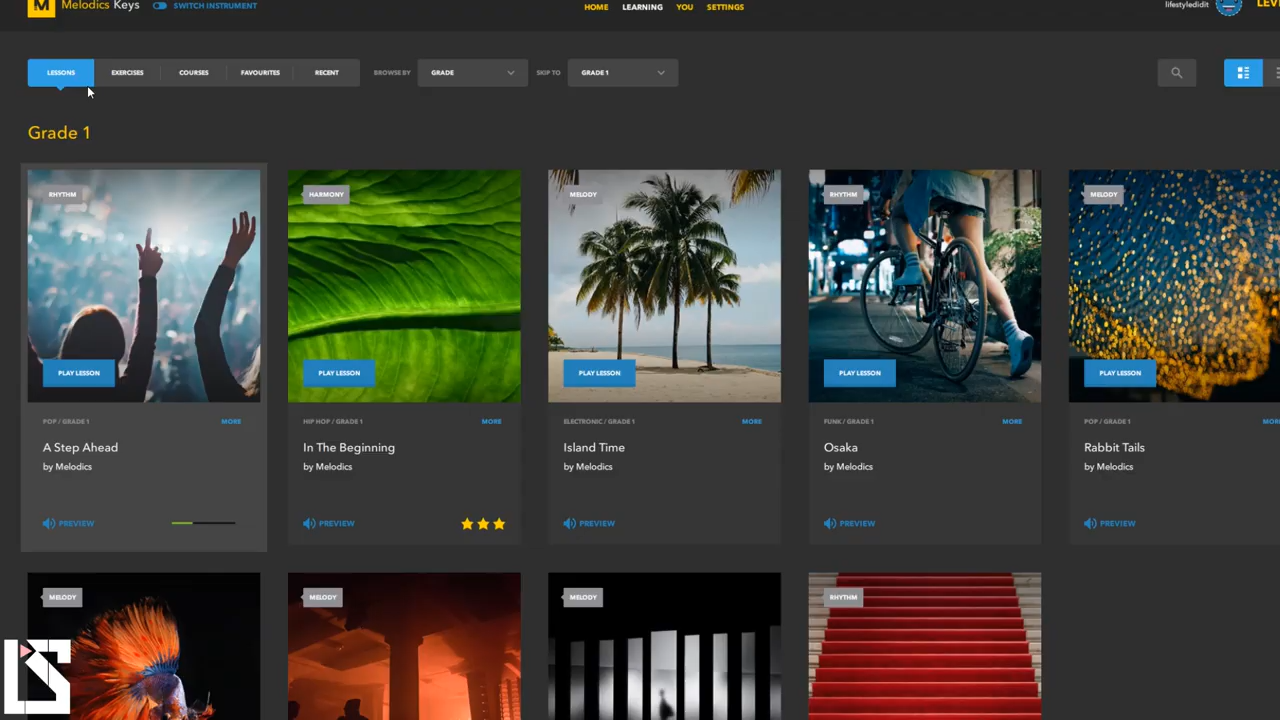 M Melodics Keys SWITCH INSTRUMENT HOME LEARNING YOU SETTINGS lifestyledidit
LESSONS EXERCISES COURSES FAVOURITES RECENT BROWSE BY GRADE SKIP TO GRADE 1
Grade 1
RHYTHM HARMONY MELODY RHYTHM MELODY
PLAY LESSON PLAY LESSON PLAY LESSON PLAY LESSON PLAY LESSON
POP / GRADE 1 MORE HIP HOP / GRADE 1 MORE ELECTRONIC / GRADE 1 MORE FUNK / GRADE 1 MORE POP / GRADE 1
A Step Ahead In The Beginning Island Time Osaka Rabbit Tails
by Melodics by Melodics by Melodics by Melodics by Melodics
PREVIEW PREVIEW PREVIEW PREVIEW PREVIEW
MELODY MELODY MELODY RHYTHM
LS